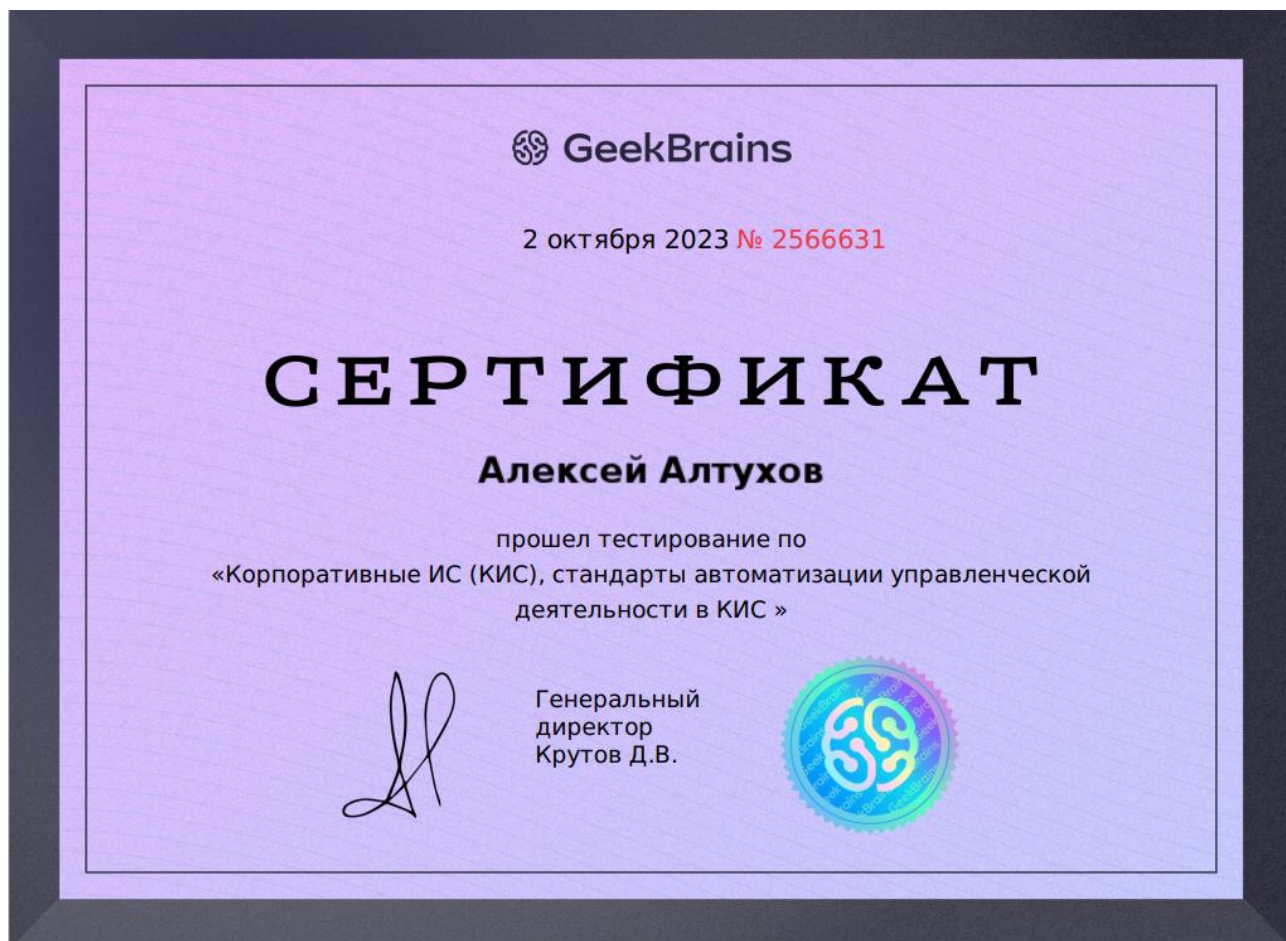 GeekBrains
2 октября 2023 № 2566631
СЕРТИФИКАТ
Алексей Алтухов
прошел тестирование по
«Корпоративные ИС (КИС), стандарты автоматизации управленческой
деятельности в КИС »
Генеральный
директор
Крутов Д.В.